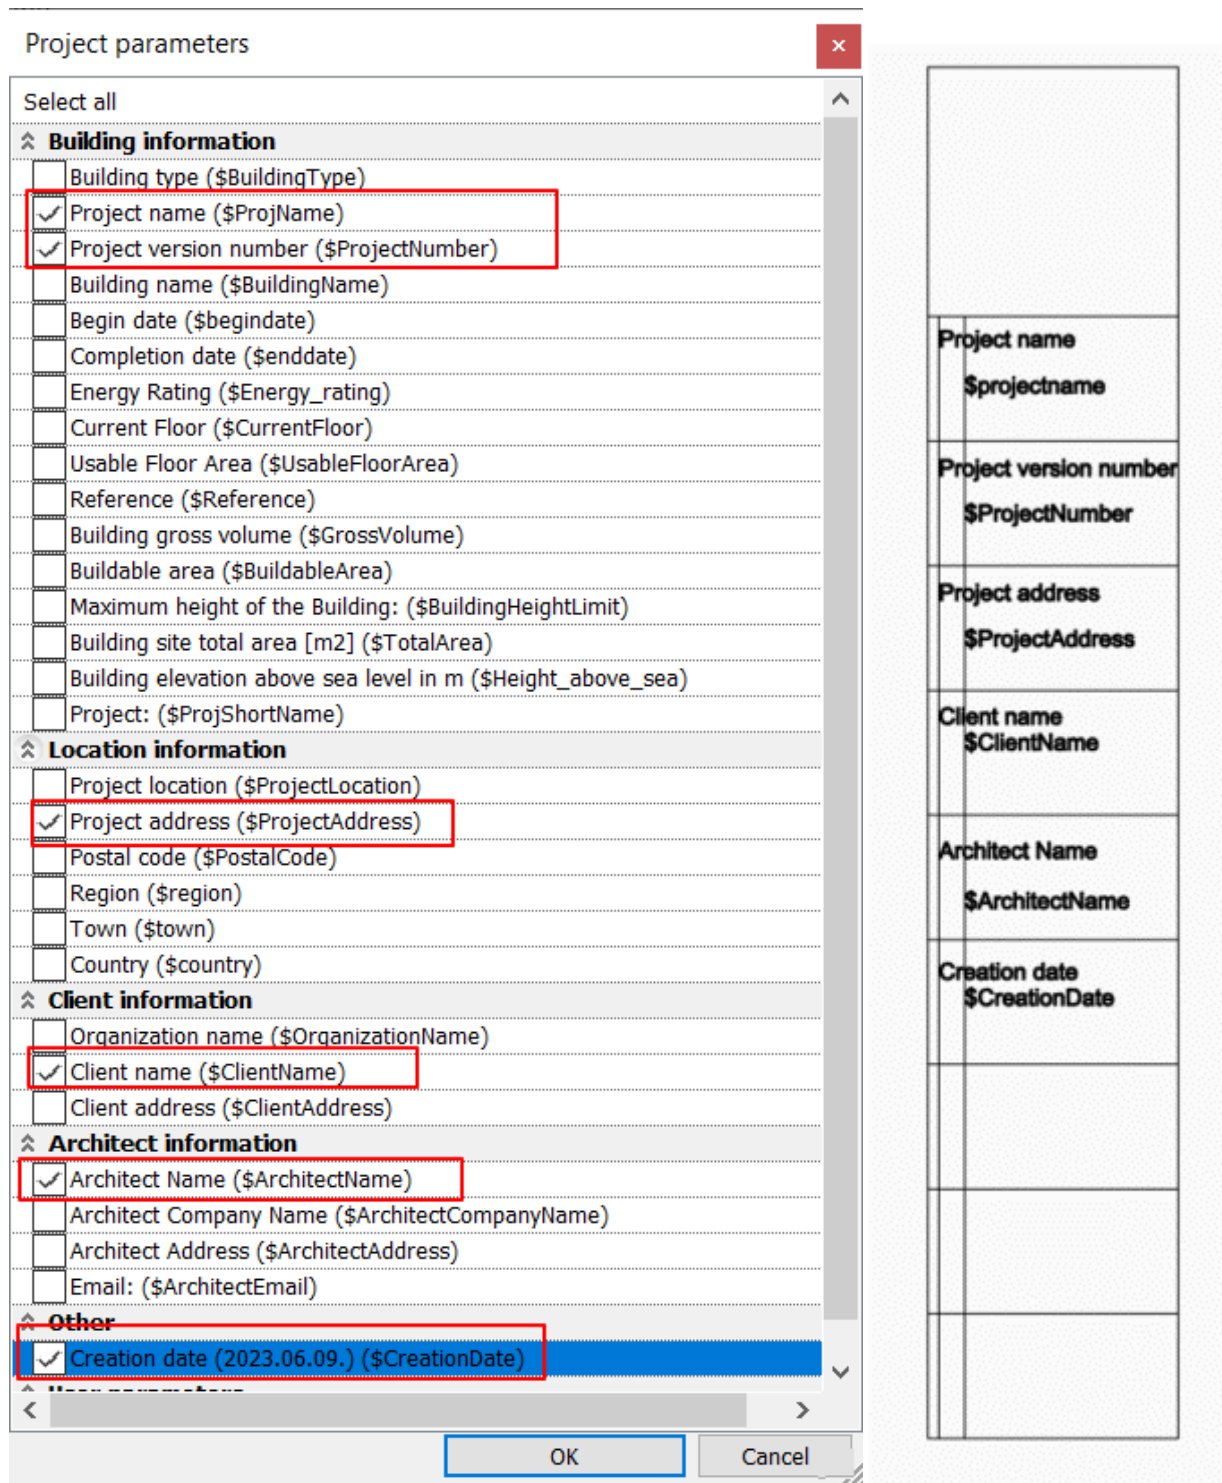 Project parameters
Select all
Building information
Building type ($BuildingType)
Project name ($ProjName)
Project version number ($ProjectNumber)
Building name ($BuildingName)
Begin date ($begindate)
Completion date ($enddate)
Energy Rating ($Energy_rating)
Current Floor ($CurrentFloor)
Usable Floor Area ($UsableFloorArea)
Reference ($Reference)
Building gross volume ($GrossVolume)
Buildable area ($BuildableArea)
Maximum height of the Building: ($BuildingHeightLimit)
Building site total area [m2] ($TotalArea)
Building elevation above sea level in m ($Height_above_sea)
Project: ($ProjShortName)
Location information
Project location ($ProjectLocation)
Project address ($ProjectAddress)
Postal code ($PostalCode)
Region ($region)
Town ($town)
Country ($country)
Client information
Organization name ($OrganizationName)
Client name ($ClientName)
Client address ($ClientAddress)
Architect information
Architect Name ($ArchitectName)
Architect Company Name ($ArchitectCompanyName)
Architect Address ($ArchitectAddress)
Email: ($ArchitectEmail)
Other
Creation date (2023.06.09.) ($CreationDate)
User parameters
OK
Cancel
Project name
$projectname
Project version number
$ProjectNumber
Project address
$ProjectAddress
Client name
$ClientName
Architect Name
$ArchitectName
Creation date
$CreationDate